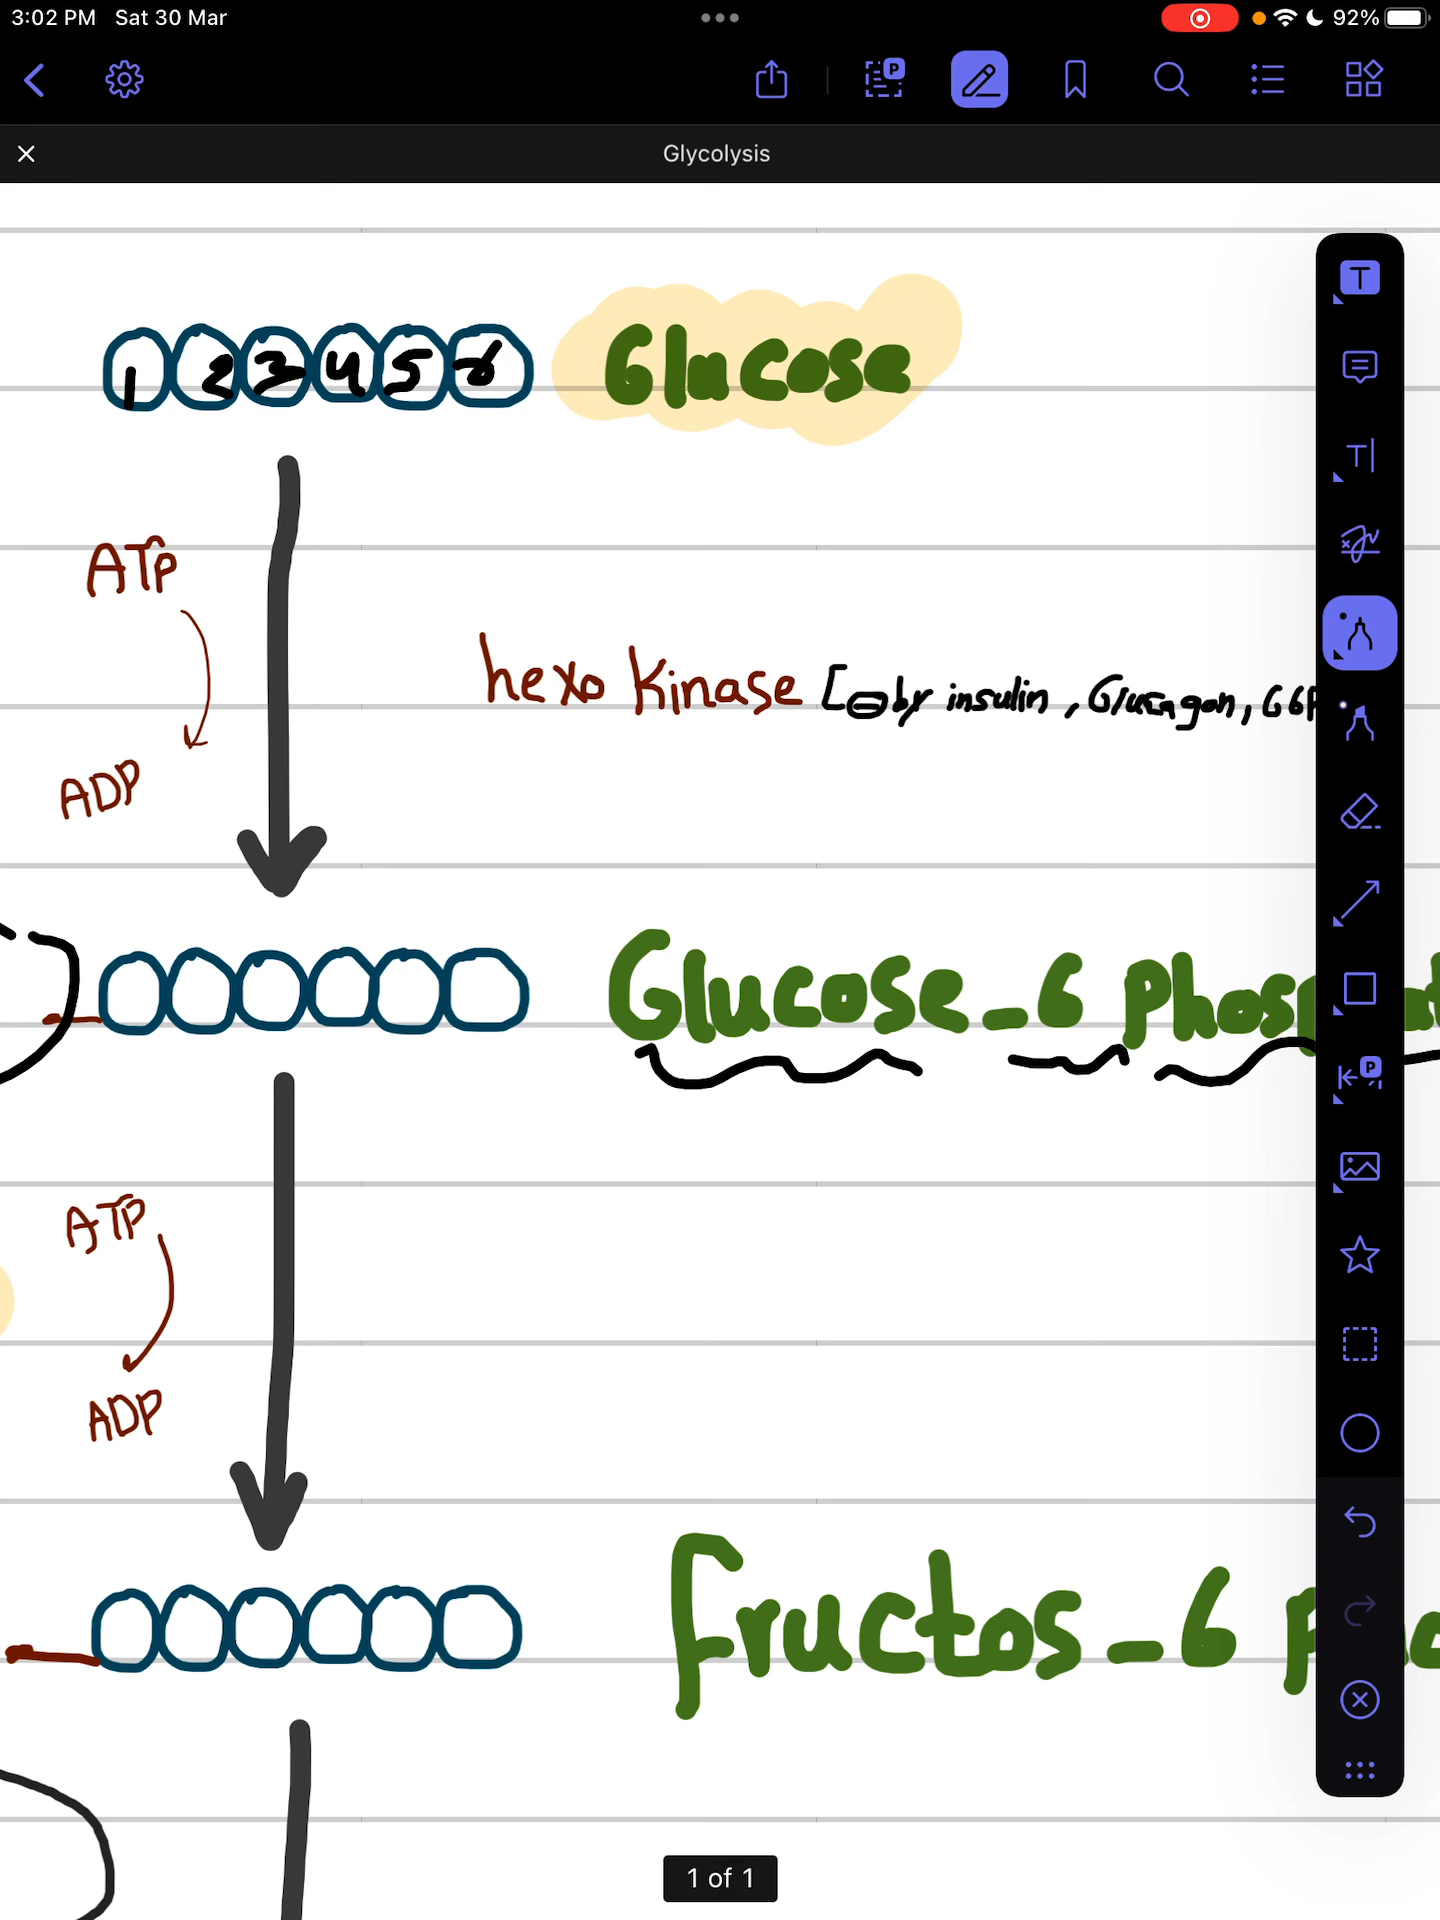 3:02 PM Sat 30 Mar 92%
Glycolysis
1 2 3 4 5 6 Glucose
ATP
hexo Kinase [⊖by insulin, Glucagon, G6P
ADP
Glucose-6 Phosp
ATP
ADP
Fructos-6 P
1 of 1